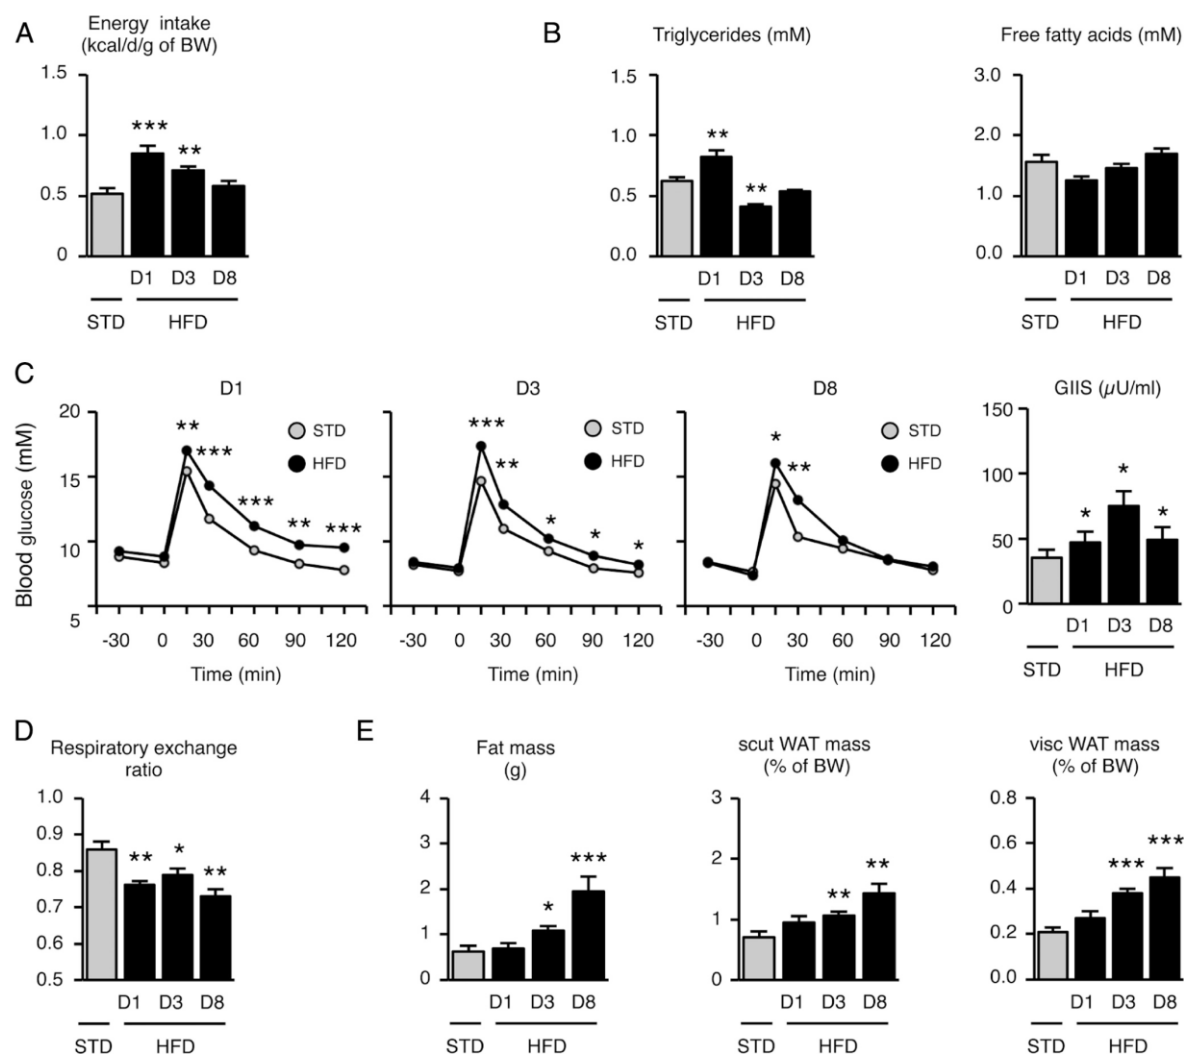 A
Energy intake
(kcal/d/g of BW)
1.5
1.0
0.5
0
***
**
D1 D3 D8
STD HFD
B
Triglycerides (mM)
1.5
1.0
0.5
0.0
**
**
D1 D3 D8
STD HFD
Free fatty acids (mM)
3.0
2.0
1.0
0.0
D1 D3 D8
STD HFD
C
Blood glucose (mM)
20
15
10
5
D1
**
***
***
**
***
STD
HFD
-30 0 30 60 90 120
Time (min)
D3
***
**
*
*
*
STD
HFD
-30 0 30 60 90 120
Time (min)
D8
*
**
STD
HFD
-30 0 30 60 90 120
Time (min)
GIIS (µU/ml)
150
100
50
0
*
*
*
D1 D3 D8
STD HFD
D
Respiratory exchange
ratio
1.0
0.9
0.8
0.7
0.6
0.5
**
*
**
D1 D3 D8
STD HFD
E
Fat mass
(g)
4
3
2
1
0
*
***
D1 D3 D8
STD HFD
scut WAT mass
(% of BW)
3
2
1
0
**
**
D1 D3 D8
STD HFD
visc WAT mass
(% of BW)
0.8
0.6
0.4
0.2
0.0
***
***
D1 D3 D8
STD HFD